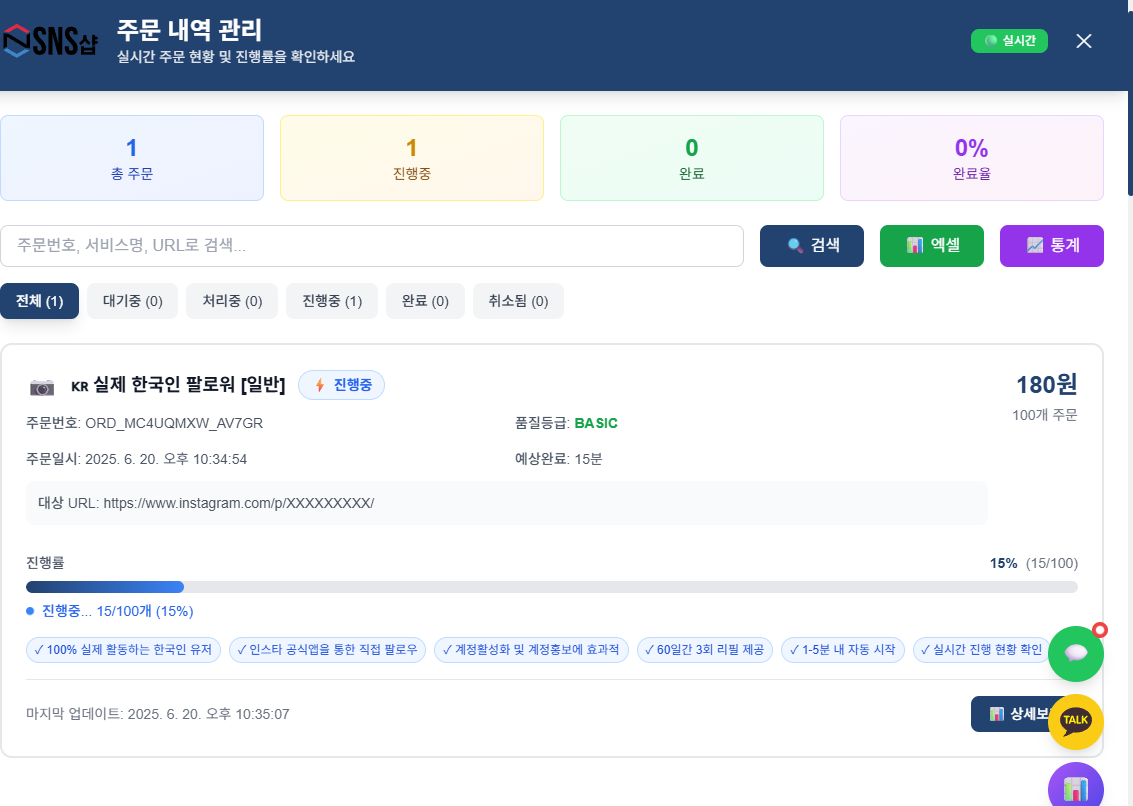 SNS샵
주문 내역 관리
실시간 주문 현황 및 진행률을 확인하세요
실시간
1
총 주문
1
진행중
0
완료
0%
완료율
주문번호, 서비스명, URL로 검색...
검색
엑셀
통계
전체 (1)
대기중 (0)
처리중 (0)
진행중 (1)
완료 (0)
취소됨 (0)
KR 실제 한국인 팔로워 [일반]
진행중
180원
100개 주문
주문번호: ORD_MC4UQMXW_AV7GR
품질등급: BASIC
주문일시: 2025. 6. 20. 오후 10:34:54
예상완료: 15분
대상 URL: https://www.instagram.com/p/XXXXXXXXX/
진행률
15% (15/100)
진행중... 15/100개 (15%)
✓ 100% 실제 활동하는 한국인 유저
✓ 인스타 공식앱을 통한 직접 팔로우
✓ 계정활성화 및 계정홍보에 효과적
✓ 60일간 3회 리필 제공
✓ 1-5분 내 자동 시작
✓ 실시간 진행 현황 확인
마지막 업데이트: 2025. 6. 20. 오후 10:35:07
상세보
TALK